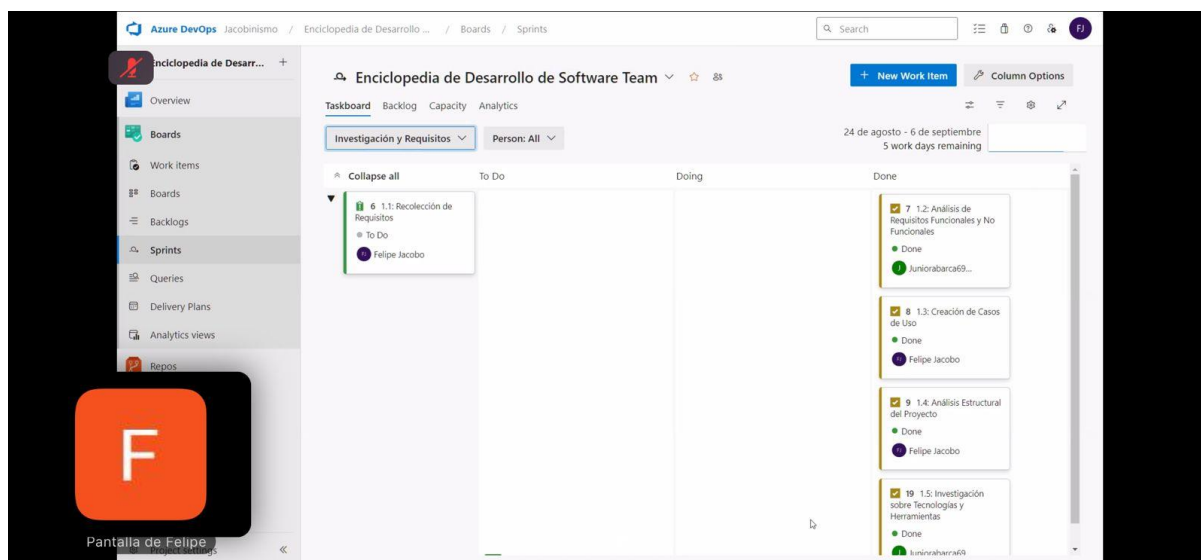 Azure DevOps Jacobinismo / Enciclopedia de Desarrollo ... / Boards / Sprints
Search
FJ
Enciclopedia de Desarr... +
Overview
Boards
Work items
Boards
Backlogs
Sprints
Queries
Delivery Plans
Analytics views
Repos
Project settings
Enciclopedia de Desarrollo de Software Team
+ New Work Item
Column Options
Taskboard Backlog Capacity Analytics
Investigación y Requisitos
Person: All
24 de agosto - 6 de septiembre
5 work days remaining
Collapse all
To Do
Doing
Done
6 1.1: Recolección de
Requisitos
To Do
FJ Felipe Jacobo
7 1.2: Análisis de
Requisitos Funcionales y No
Funcionales
Done
J Juniorabarca69...
8 1.3: Creación de Casos
de Uso
Done
FJ Felipe Jacobo
9 1.4: Análisis Estructural
del Proyecto
Done
FJ Felipe Jacobo
19 1.5: Investigación
sobre Tecnologías y
Herramientas
Done
Juniorabarca69
F
Pantalla de Felipe